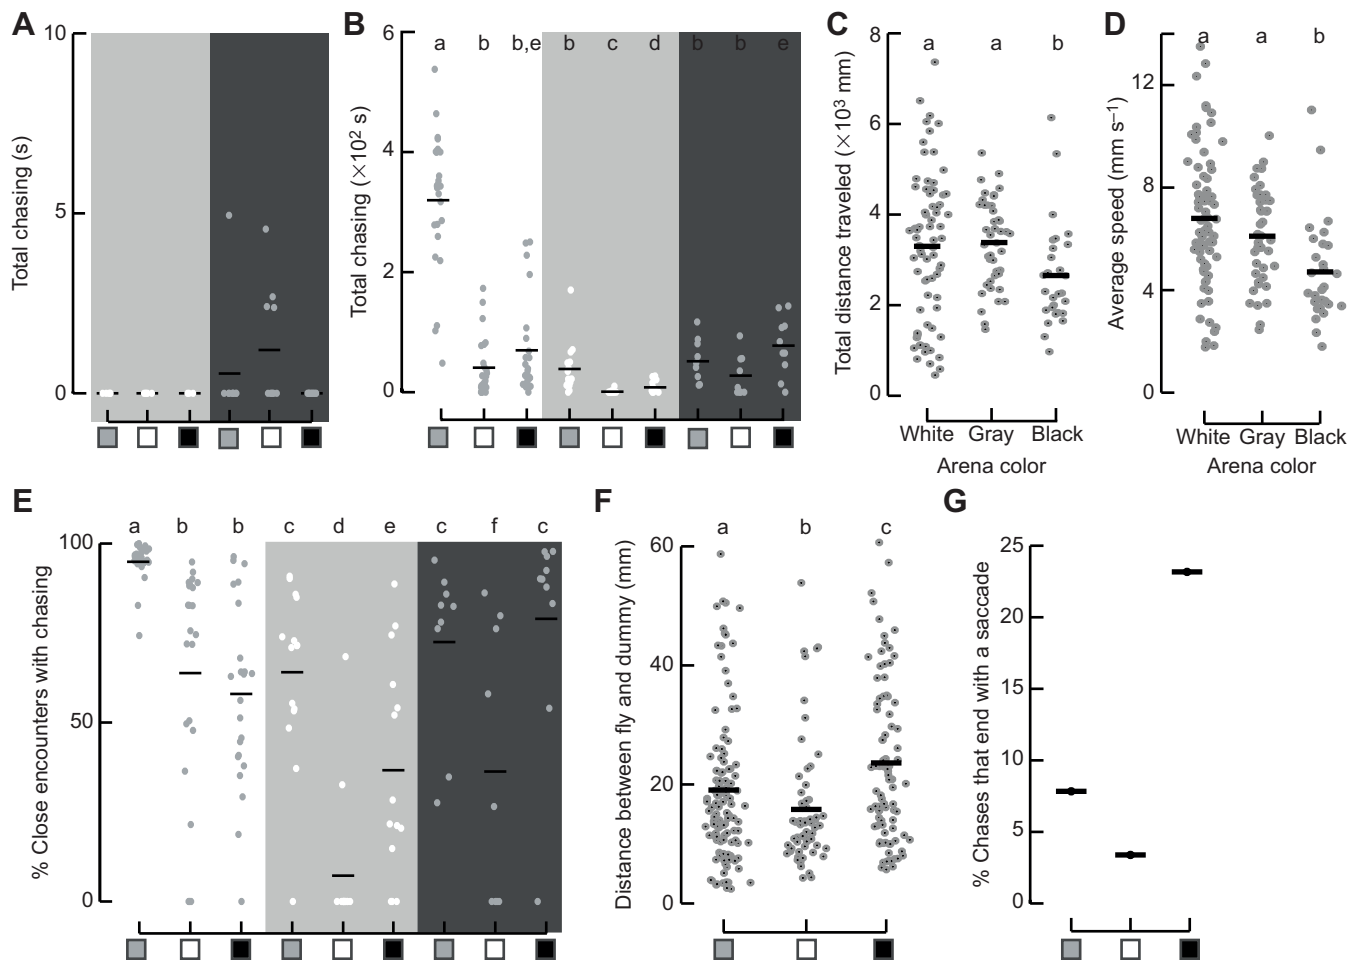 A
Total chasing (s)
10
5
0
B
Total chasing (×10² s)
6
4
2
0
a b b,e b c d b b e
C
Total distance traveled (×10³ mm)
8
6
4
2
0
a a b
White Gray Black
Arena color
D
Average speed (mm s⁻¹)
12
8
4
0
a a b
White Gray Black
Arena color
E
% Close encounters with chasing
100
50
0
a b b c d e c f c
F
Distance between fly and dummy (mm)
60
40
20
0
a b c
G
% Chases that end with a saccade
25
20
15
10
5
0